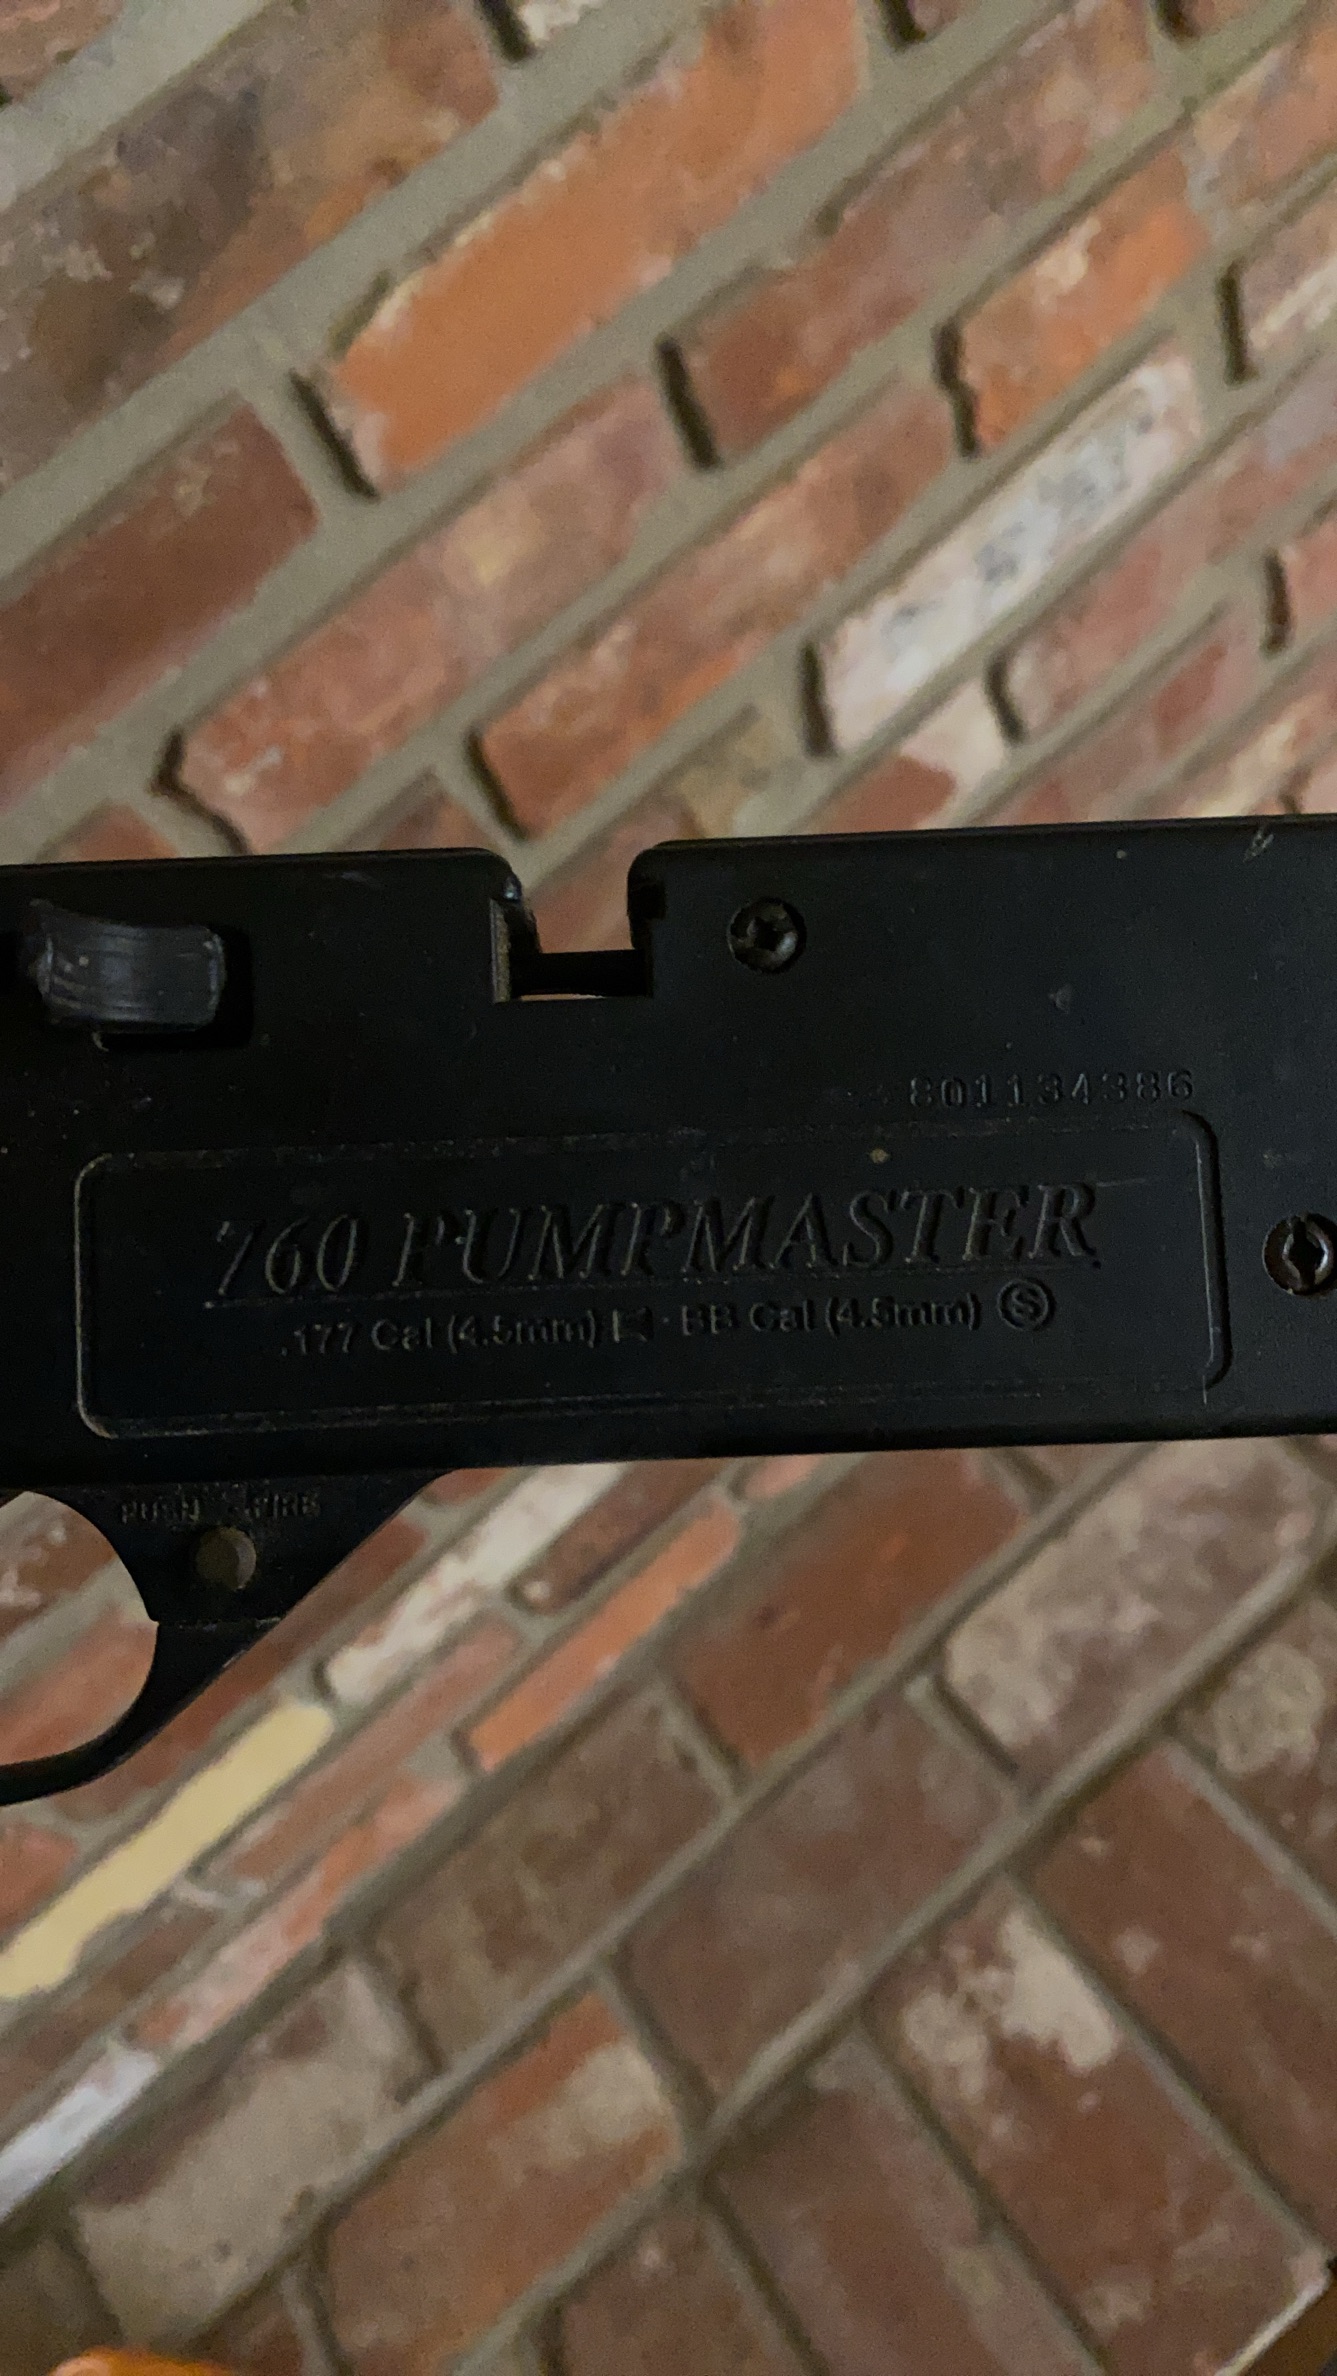 801134386
760 PUMPMASTER
.177 Cal (4.5mm) · BB Cal (4.5mm) S
PUSH - FIRE